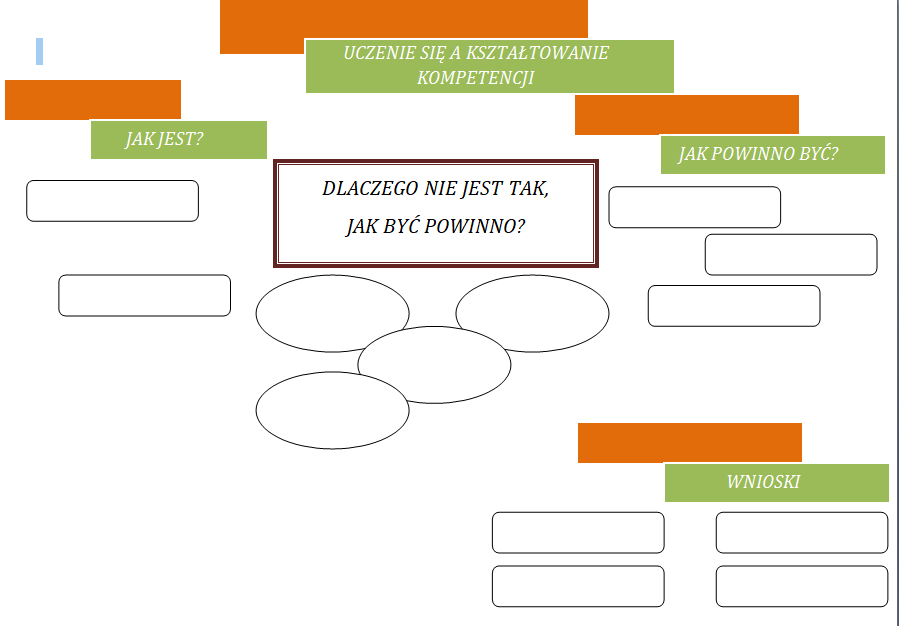 UCZENIE SIĘ A KSZTAŁTOWANIE
KOMPETENCJI
JAK JEST?
DLACZEGO NIE JEST TAK,
JAK BYĆ POWINNO?
JAK POWINNO BYĆ?
WNIOSKI